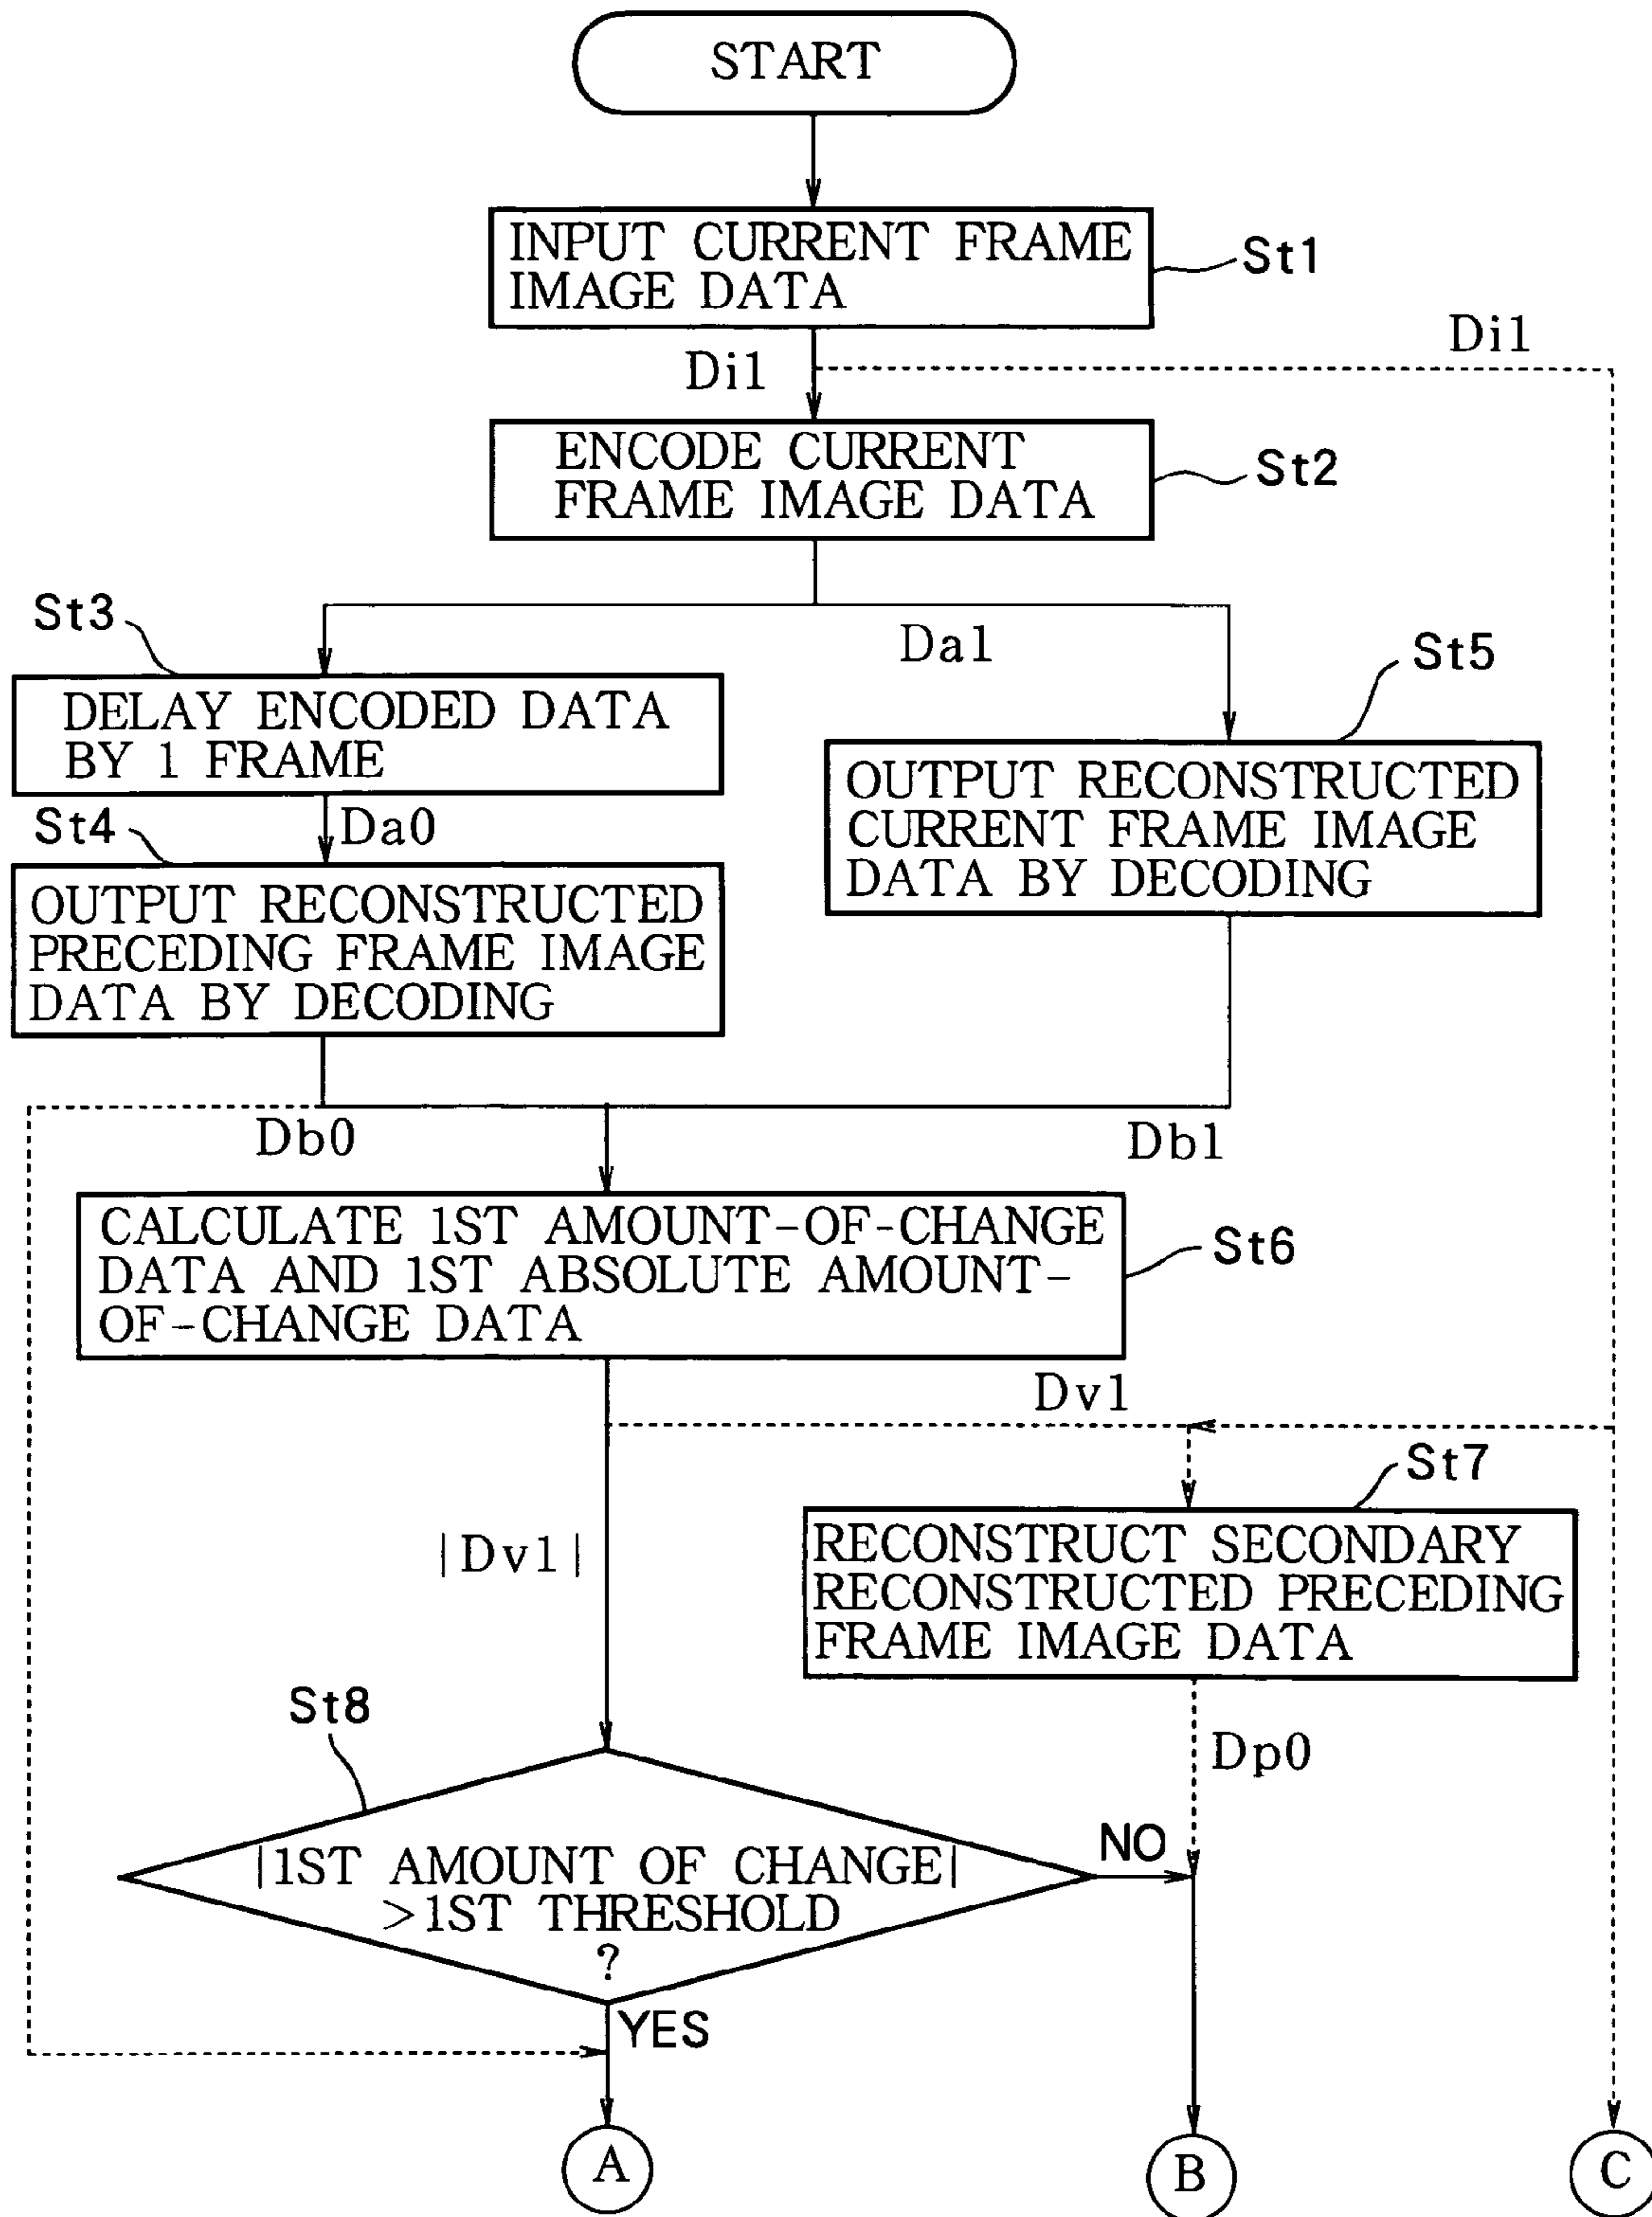 START
INPUT CURRENT FRAME
IMAGE DATA
St1
Di1
Di1
ENCODE CURRENT
FRAME IMAGE DATA
St2
St3
Da1
St5
DELAY ENCODED DATA
BY 1 FRAME
OUTPUT RECONSTRUCTED
CURRENT FRAME IMAGE
DATA BY DECODING
St4
Da0
OUTPUT RECONSTRUCTED
PRECEDING FRAME IMAGE
DATA BY DECODING
Db0
Db1
CALCULATE 1ST AMOUNT-OF-CHANGE
DATA AND 1ST ABSOLUTE AMOUNT-
OF-CHANGE DATA
St6
Dv1
St7
|Dv1|
RECONSTRUCT SECONDARY
RECONSTRUCTED PRECEDING
FRAME IMAGE DATA
St8
Dp0
|1ST AMOUNT OF CHANGE|
>1ST THRESHOLD
?
NO
YES
A
B
C